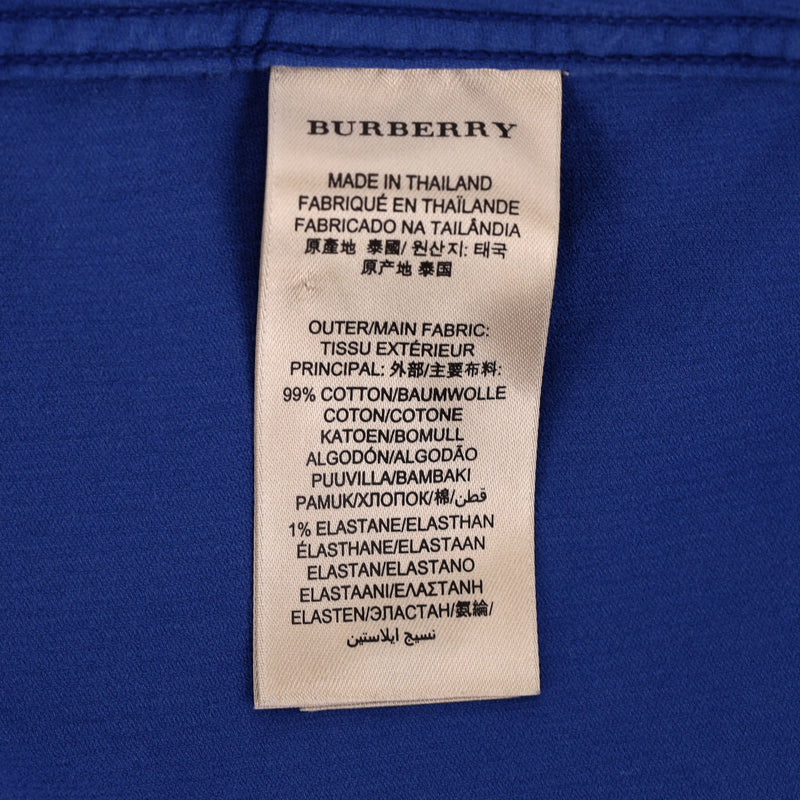 BURBERRY
MADE IN THAILAND
FABRIQUÉ EN THAÏLANDE
FABRICADO NA TAILÂNDIA
原產地 泰國/ 원산지: 태국
原产地 泰国
OUTER/MAIN FABRIC:
TISSU EXTÉRIEUR
PRINCIPAL: 外部/主要布料:
99% COTTON/BAUMWOLLE
COTON/COTONE
KATOEN/BOMULL
ALGODÓN/ALGODÃO
PUUVILLA/BAMBAKI
PAMUK/ХЛОПОК/棉/قطن
1% ELASTANE/ELASTHAN
ÉLASTHANE/ELASTAAN
ELASTAN/ELASTANO
ELASTAANI/ΕΛΑΣΤΑΝΗ
ELASTEN/ЭЛАСТАН/氨綸/
نسيج ايلاستين